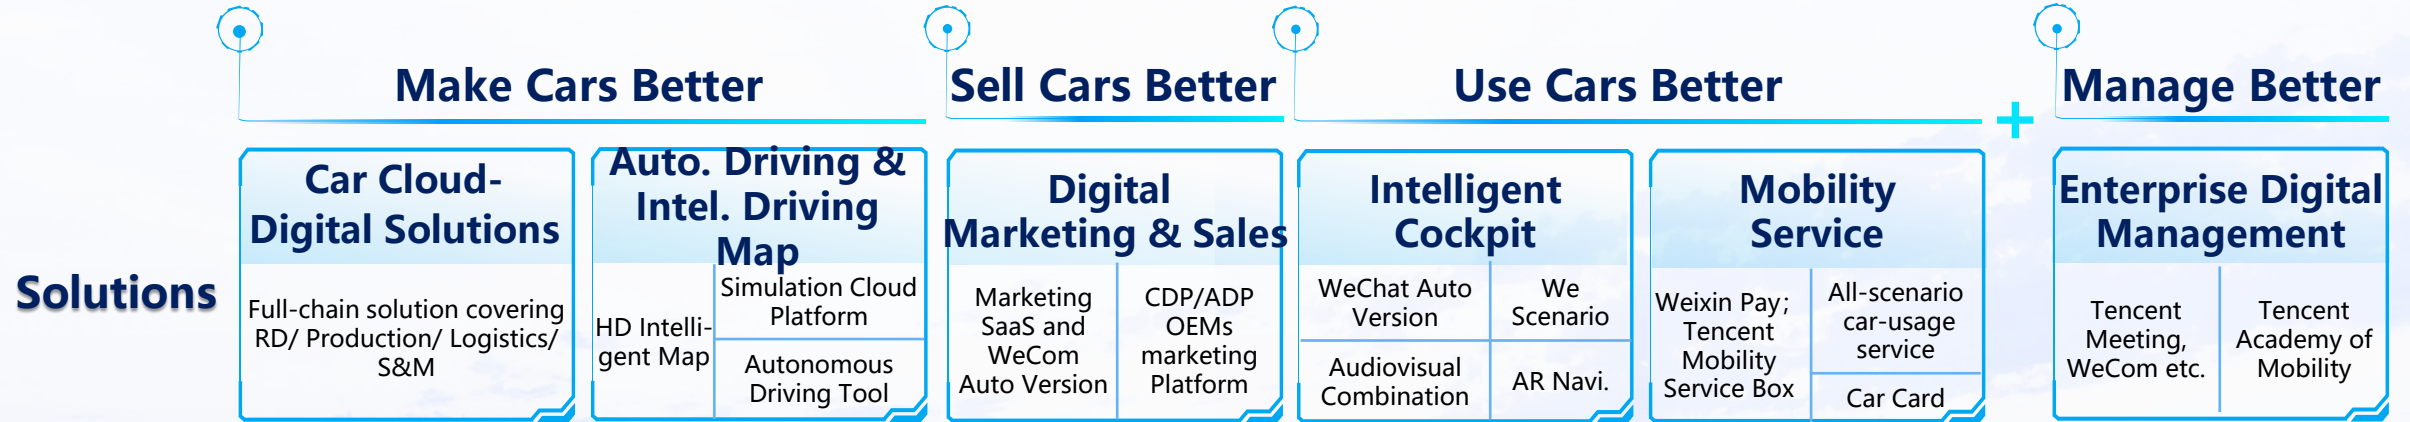 Make Cars Better
Sell Cars Better
Use Cars Better
+
Manage Better
Solutions
Car Cloud-
Digital Solutions
Full-chain solution covering
RD/ Production/ Logistics/
S&M
Auto. Driving &
Intel. Driving
Map
HD Intelli-
gent Map
Simulation Cloud
Platform
Autonomous
Driving Tool
Digital
Marketing & Sales
Marketing
SaaS and
WeCom
Auto Version
CDP/ADP
OEMs
marketing
Platform
Intelligent
Cockpit
WeChat Auto
Version
We
Scenario
Audiovisual
Combination
AR Navi.
Mobility
Service
Weixin Pay;
Tencent
Mobility
Service Box
All-scenario
car-usage
service
Car Card
Enterprise Digital
Management
Tencent
Meeting,
WeCom etc.
Tencent
Academy of
Mobility